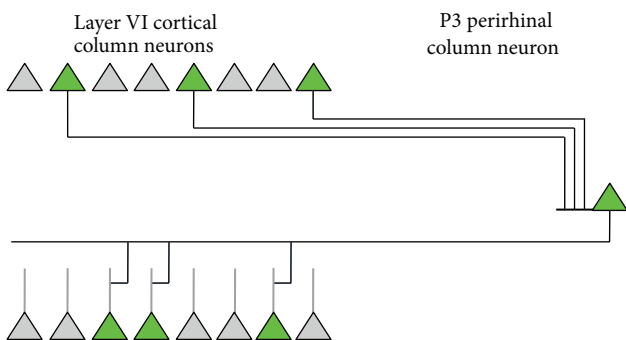 Layer VI cortical
column neurons
P3 perirhinal
column neuron